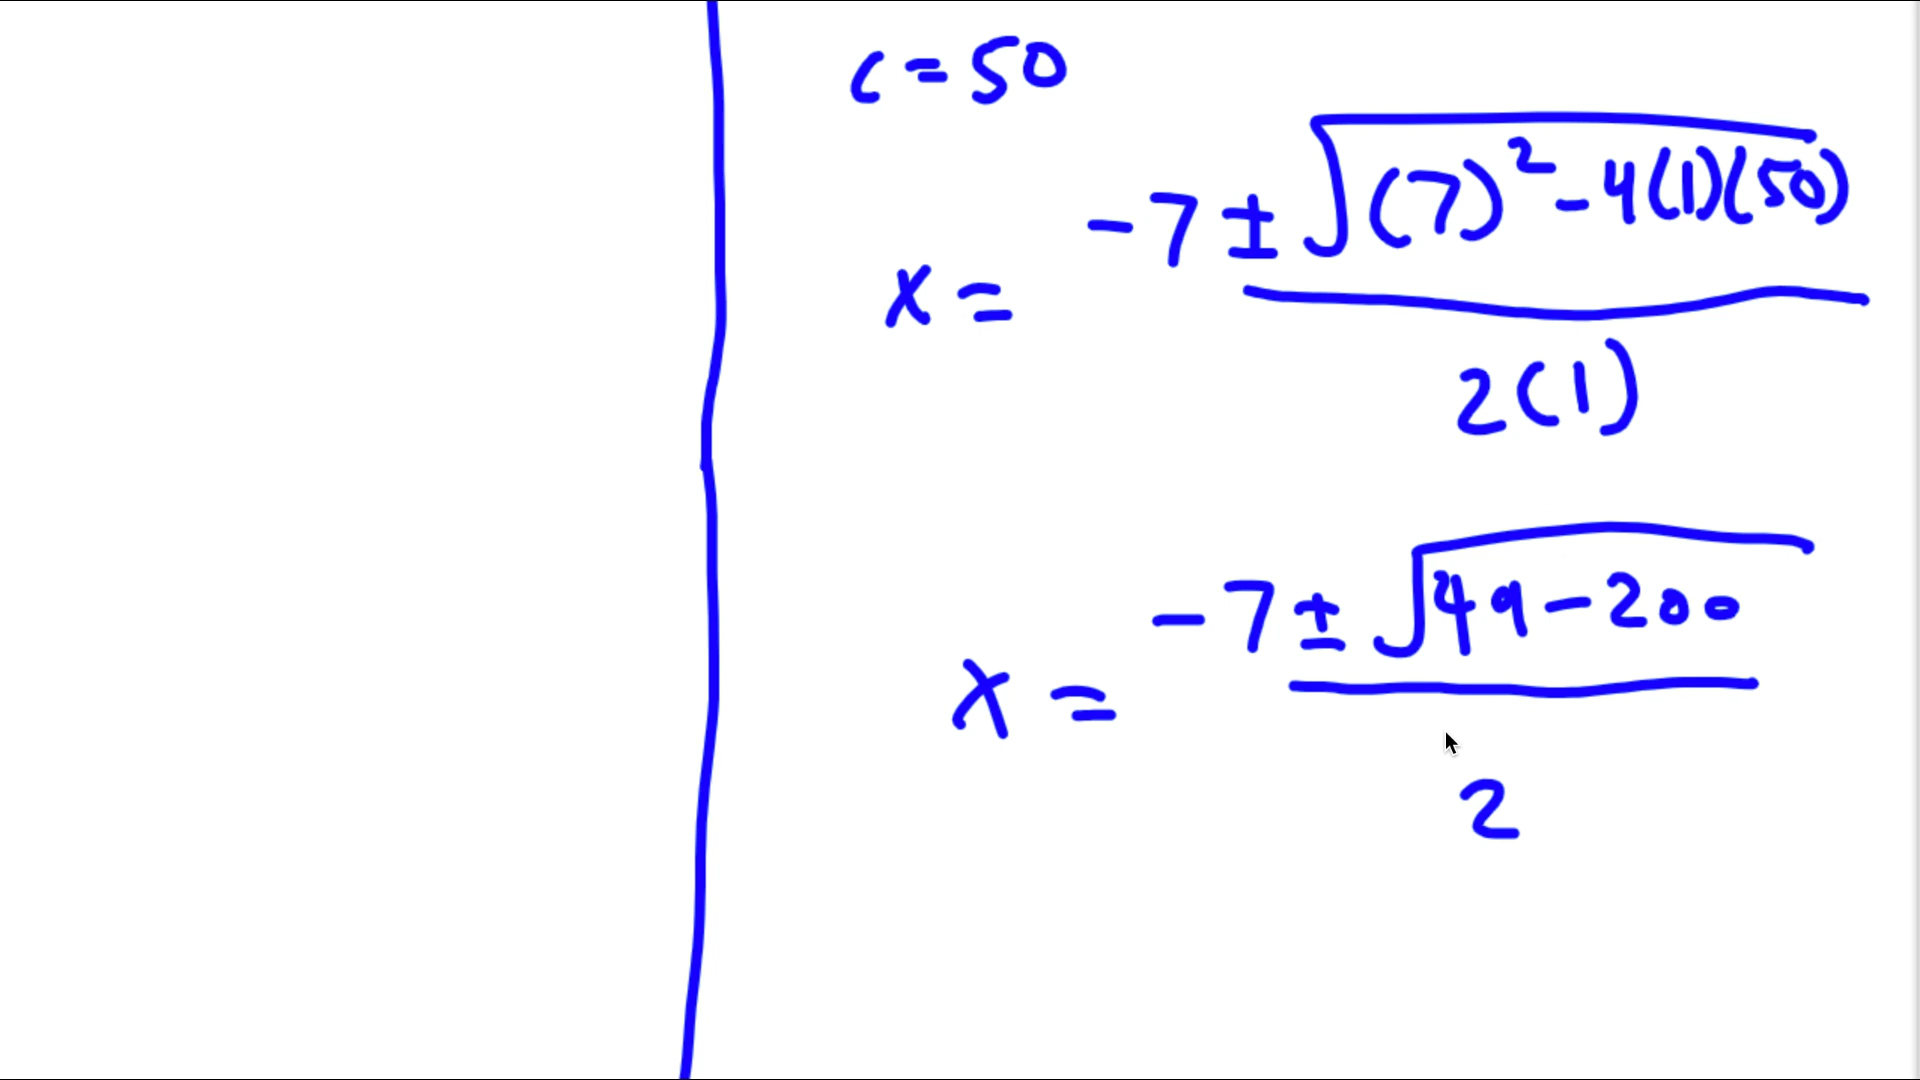 c = 50
x = -7 ± √(7)² - 4(1)(50) / 2(1)
x = -7 ± √49 - 200 / 2